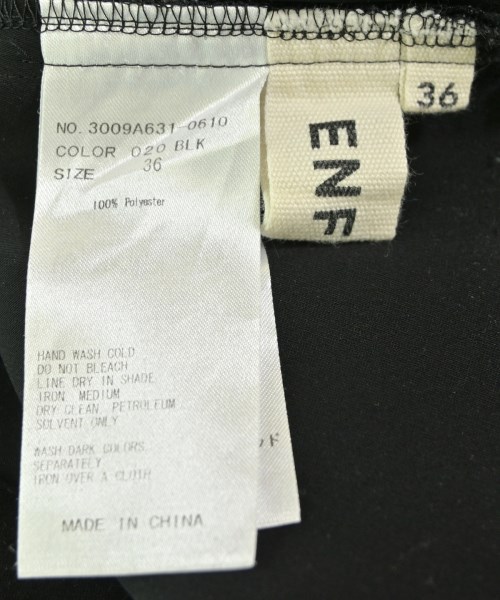 NO. 3009A631-0610
COLOR 020 BLK
SIZE 36
100% Polyester
HAND WASH COLD
DO NOT BLEACH
LINE DRY IN SHADE
IRON MEDIUM
DRY CLEAN, PETROLEUM
SOLVENT ONLY
WASH DARK COLORS
SEPARATELY
IRON OVER A CLOTH
MADE IN CHINA
ド
ENF
36